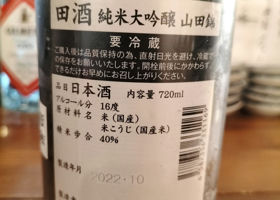 田酒 純米大吟醸 山田錦
要冷蔵
ご購入後は品質保持の為、直射日光を避け、冷蔵で
の保存をお願いいたします。開栓前後にかかわらず、
できるだけお早めにお召し上がりください。
品目 日本酒 内容量 720ml
アルコール分 16度
原材料名 米(国産)
米こうじ(国産米)
精米歩合 40%
製造年月 2022.10
製造